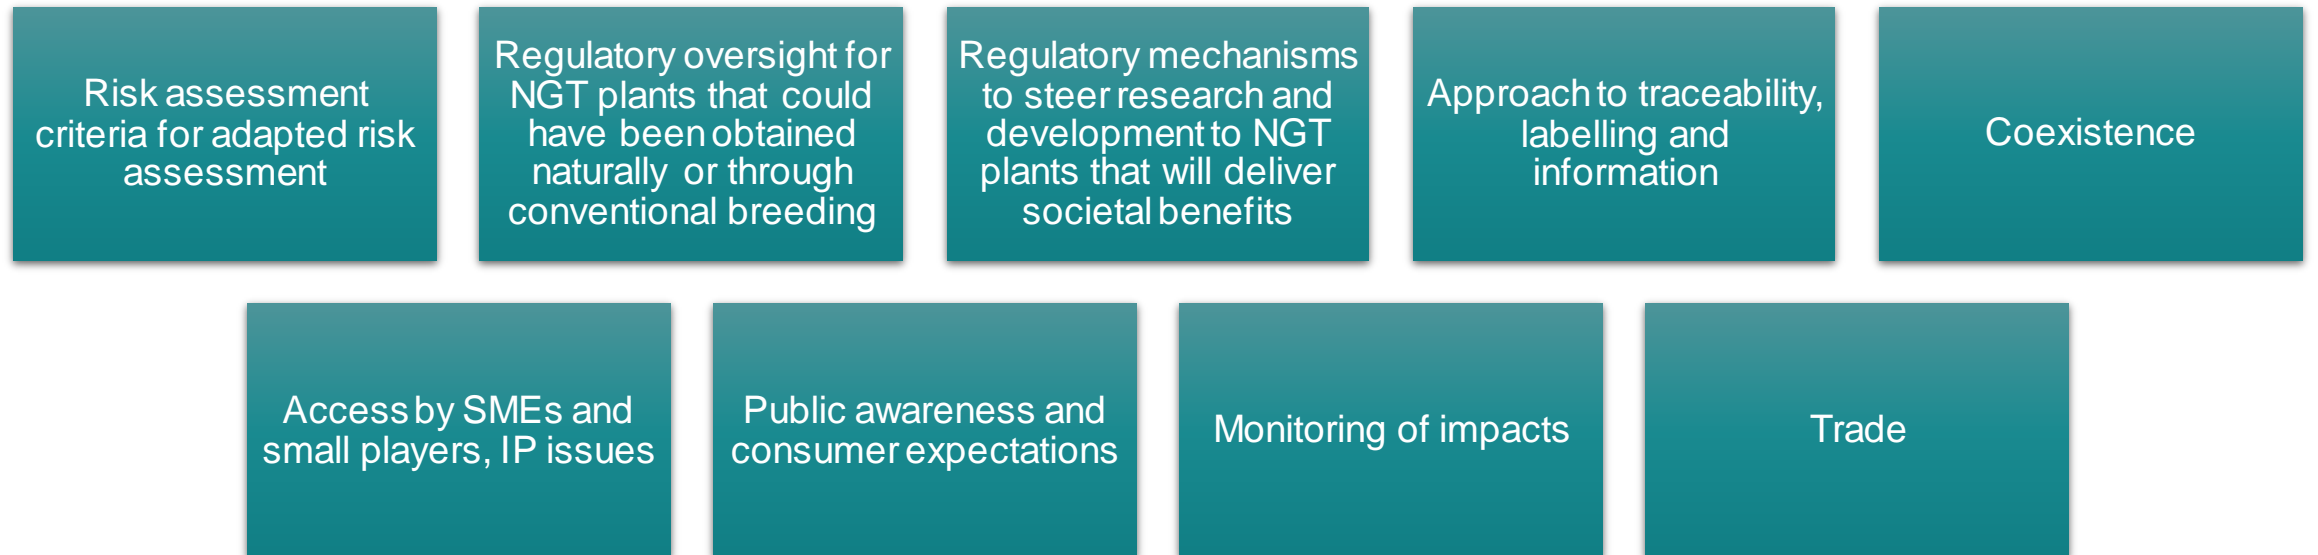 Risk assessment
criteria for adapted risk
assessment
Regulatory oversight for
NGT plants that could
have been obtained
naturally or through
conventional breeding
Regulatory mechanisms
to steer research and
development to NGT
plants that will deliver
societal benefits
Approach to traceability,
labelling and
information
Coexistence
Access by SMEs and
small players, IP issues
Public awareness and
consumer expectations
Monitoring of impacts
Trade